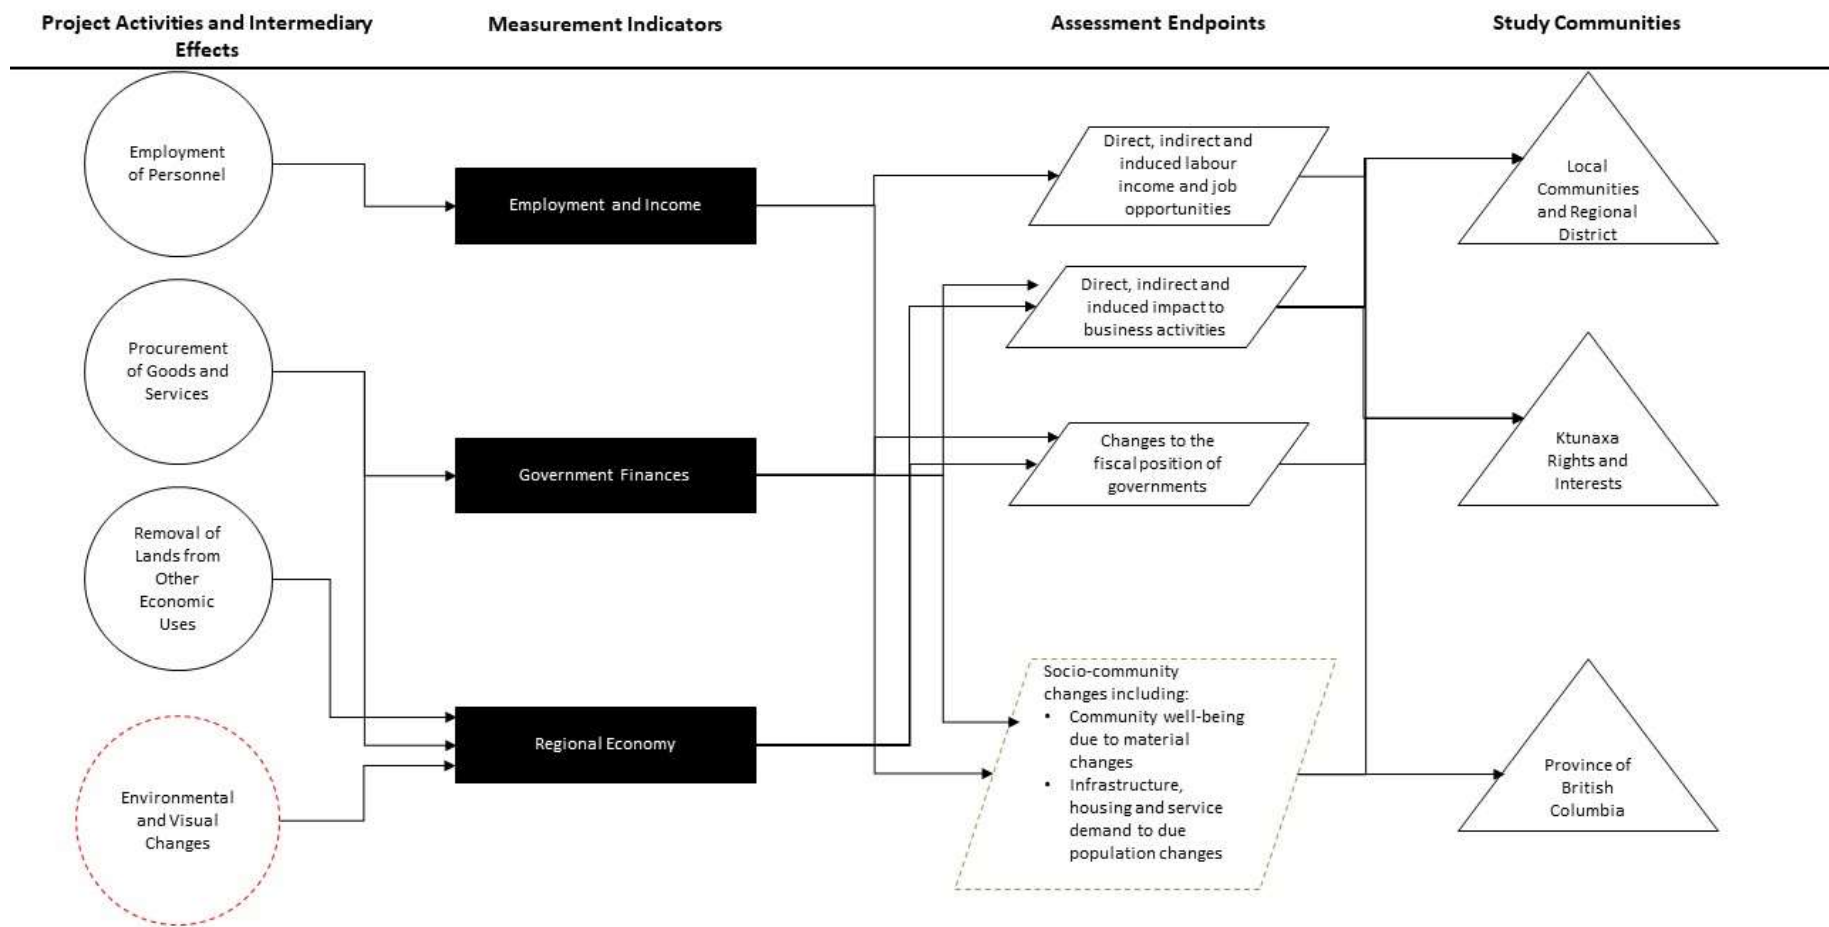 Project Activities and Intermediary
Effects
Measurement Indicators
Assessment Endpoints
Study Communities
Employment
of Personnel
Procurement
of Goods and
Services
Removal of
Lands from
Other
Economic
Uses
Environmental
and Visual
Changes
Employment and Income
Government Finances
Regional Economy
Direct, indirect and
induced labour
income and job
opportunities
Direct, indirect and
induced impact to
business activities
Changes to the
fiscal position of
governments
Socio-community
changes including:
• Community well-being
due to material
changes
• Infrastructure,
housing and service
demand to due
population changes
Local
Communities
and Regional
District
Ktunaxa
Rights and
Interests
Province of
British
Columbia